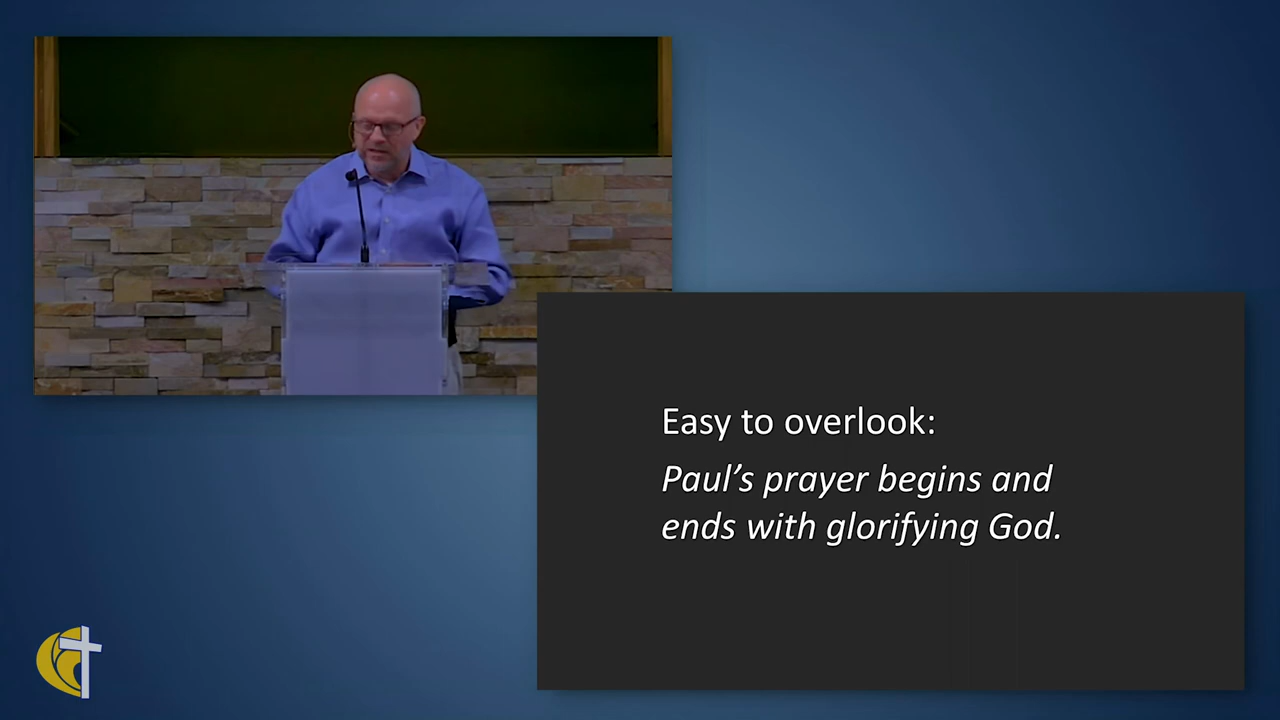 Easy to overlook:
Paul’s prayer begins and
ends with glorifying God.